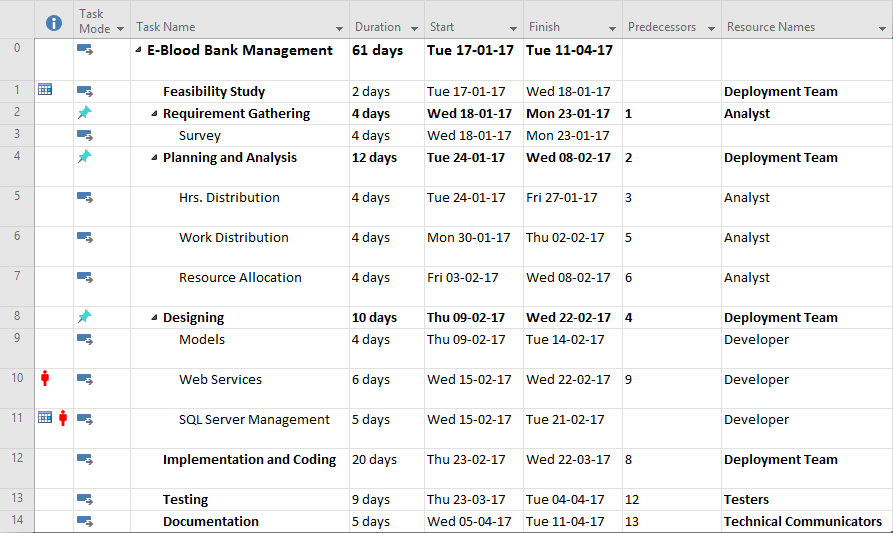 Task Mode Task Name Duration Start Finish Predecessors Resource Names
0 E-Blood Bank Management 61 days Tue 17-01-17 Tue 11-04-17
1 Feasibility Study 2 days Tue 17-01-17 Wed 18-01-17 Deployment Team
2 Requirement Gathering 4 days Wed 18-01-17 Mon 23-01-17 1 Analyst
3 Survey 4 days Wed 18-01-17 Mon 23-01-17
4 Planning and Analysis 12 days Tue 24-01-17 Wed 08-02-17 2 Deployment Team
5 Hrs. Distribution 4 days Tue 24-01-17 Fri 27-01-17 3 Analyst
6 Work Distribution 4 days Mon 30-01-17 Thu 02-02-17 5 Analyst
7 Resource Allocation 4 days Fri 03-02-17 Wed 08-02-17 6 Analyst
8 Designing 10 days Thu 09-02-17 Wed 22-02-17 4 Deployment Team
9 Models 4 days Thu 09-02-17 Tue 14-02-17 Developer
10 Web Services 6 days Wed 15-02-17 Wed 22-02-17 9 Developer
11 SQL Server Management 5 days Wed 15-02-17 Tue 21-02-17 Developer
12 Implementation and Coding 20 days Thu 23-02-17 Wed 22-03-17 8 Deployment Team
13 Testing 9 days Thu 23-03-17 Tue 04-04-17 12 Testers
14 Documentation 5 days Wed 05-04-17 Tue 11-04-17 13 Technical Communicators